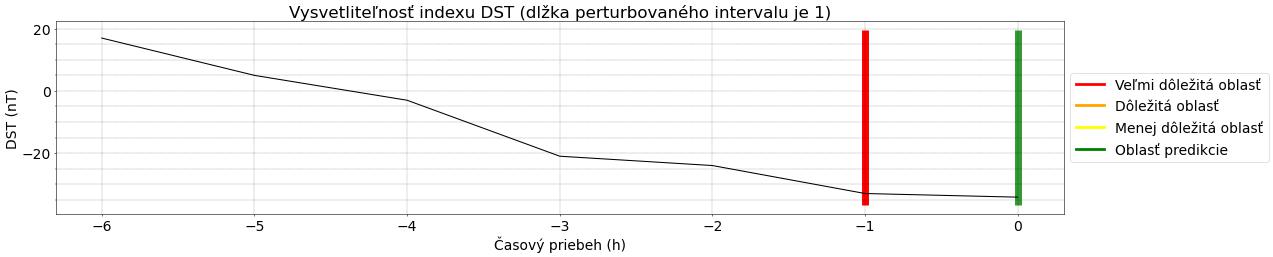 Vysvetliteľnosť indexu DST (dĺžka perturbovaného intervalu je 1)
20
0
−20
DST (nT)
−6 −5 −4 −3 −2 −1 0
Časový priebeh (h)
Veľmi dôležitá oblasť
Dôležitá oblasť
Menej dôležitá oblasť
Oblasť predikcie